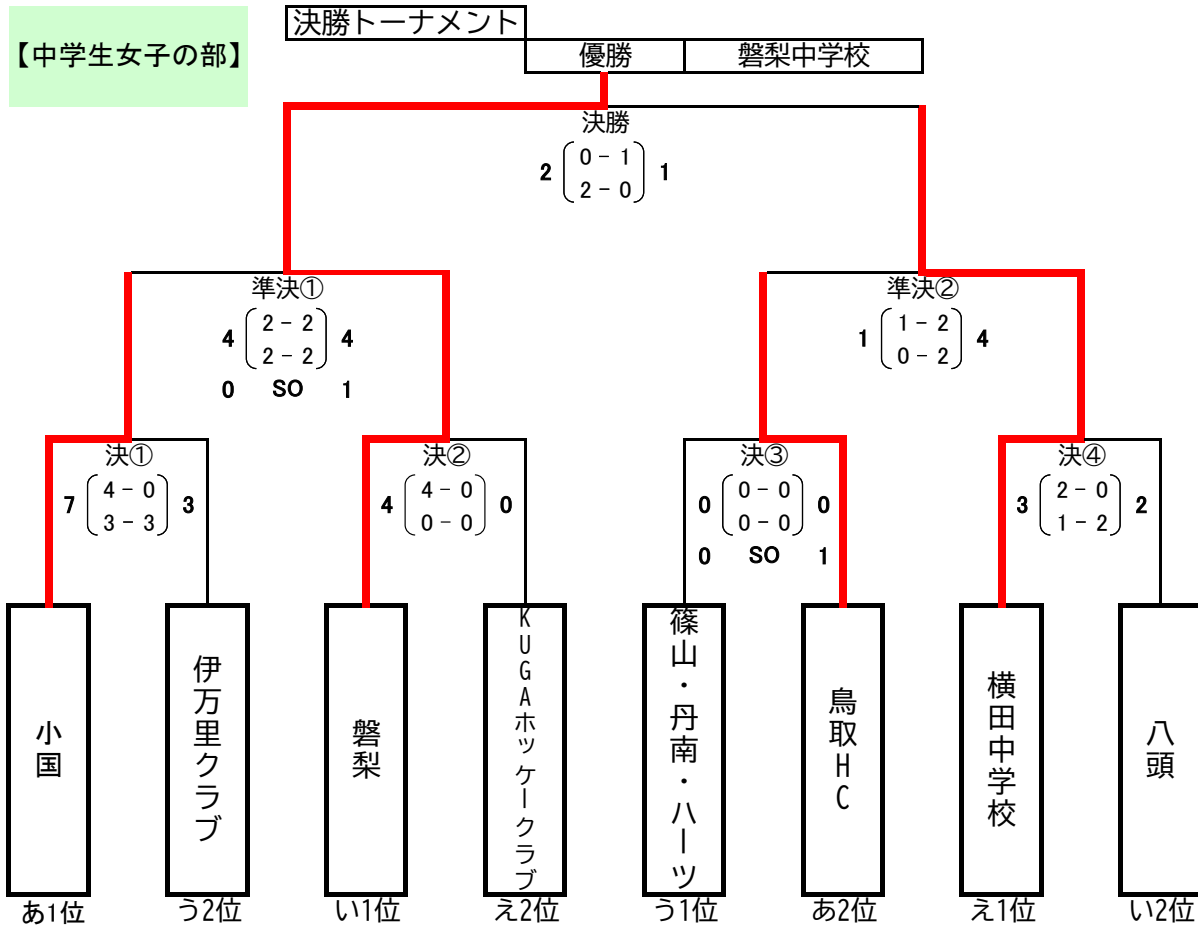 【中学生女子の部】
決勝トーナメント
優勝 磐梨中学校
決勝
0 - 1
2 1
2 - 0
準決① 準決②
2 - 2 1 - 2
4 4 1 4
2 - 2 0 - 2
0 SO 1
決① 決② 決③ 決④
4 - 0 4 - 0 0 - 0 2 - 0
7 3 4 0 0 0 3 2
3 - 3 0 - 0 0 - 0 1 - 2
0 SO 1
小国
伊万里クラブ
磐梨
KUGAホッケークラブ
篠山・丹南・ハーツ
鳥取HC
横田中学校
八頭
あ1位 う2位 い1位 え2位 う1位 あ2位 え1位 い2位